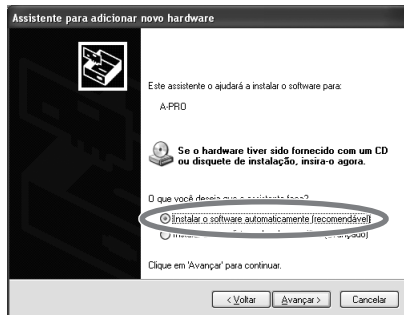 Assistente para adicionar novo hardware
Este assistente o ajudará a instalar o software para:
A-PRO
Se o hardware tiver sido fornecido com um CD
ou disquete de instalação, insira-o agora.
O que você deseja que o assistente faça?
Instalar o software automaticamente (recomendável)
Clique em 'Avançar' para continuar.
< Voltar
Avançar >
Cancelar